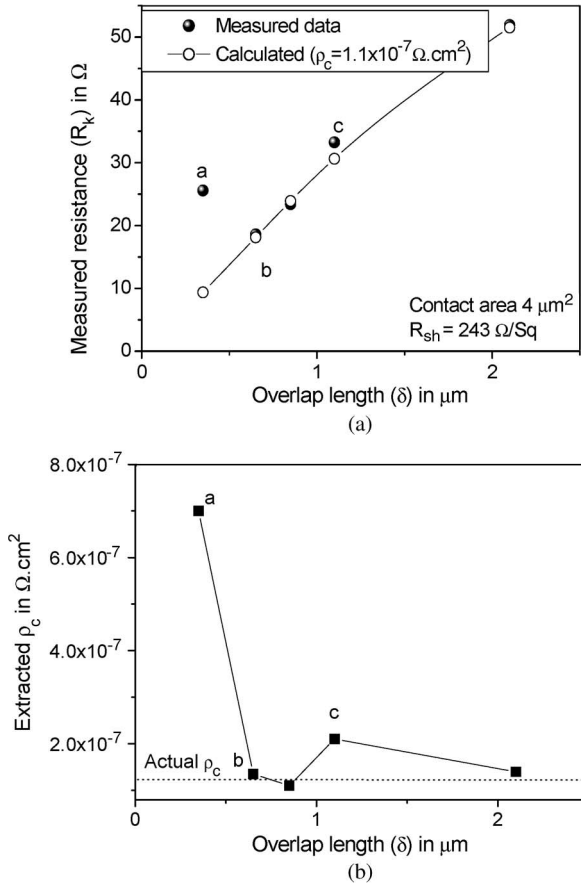 Measured data
Calculated (ρc=1.1x10-7Ω.cm2)
55
50
40
30
20
10
0
Measured resistance (Rk) in Ω
a
b
c
Contact area 4 μm2
Rsh = 243 Ω/Sq
0
1
2
Overlap length (δ) in μm
(a)
8.0x10-7
6.0x10-7
4.0x10-7
2.0x10-7
Extracted ρc in Ω.cm2
a
b
c
Actual ρc
0
1
2
Overlap length (δ) in μm
(b)